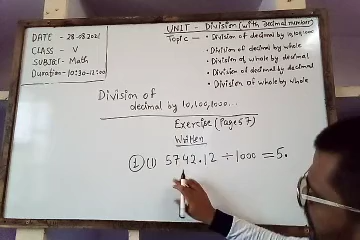 DATE : 28.08.2021
CLASS - V
SUBJECT - Math
Duration - 10:30-12:00
UNIT - Division (with Decimal numbers)
Topic - • Division of decimal by 10,100,1000
• Division of decimal by whole
• Division of whole by decimal
• Division of decimal by decimal
• Division of whole by whole
Division of
decimal by 10,100,1000...
Exercise (Page 57)
Written
① (i) 5742.12 ÷ 1000 = 5.